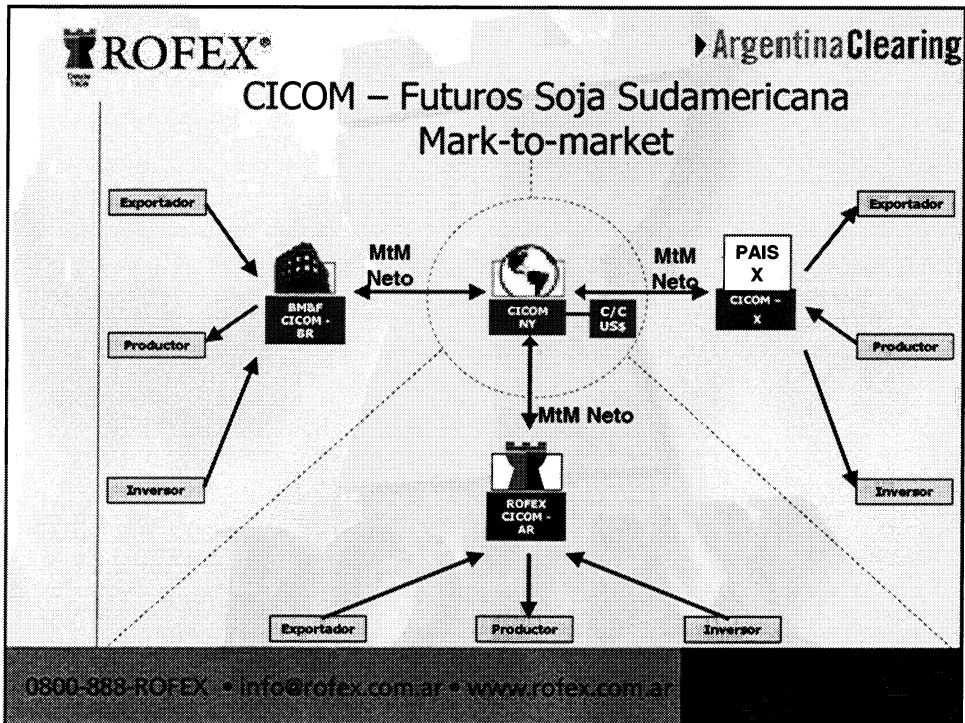 ROFEX®
Desde
▸ArgentinaClearing
CICOM – Futuros Soja Sudamericana
Mark-to-market
Exportador
Productor
Inversor
BM&F
CICOM -
BR
MtM
Neto
CICOM
NY
C/C
US$
MtM
Neto
PAIS
X
CICOM –
X
Exportador
Productor
Inversor
MtM Neto
ROFEX
CICOM -
AR
Exportador
Productor
Inversor
0800-888-ROFEX • info@rofex.com.ar • www.rofex.com.ar